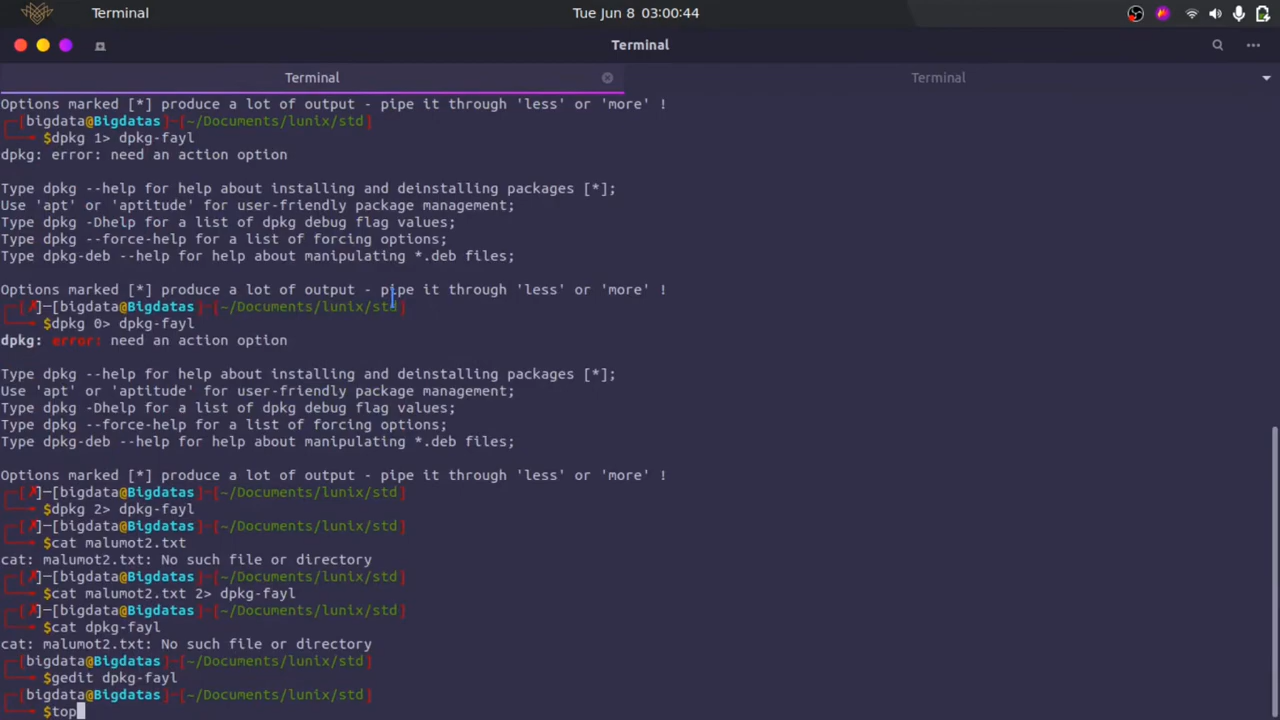 Terminal
Tue Jun 8 03:00:44
Terminal
Terminal
Terminal
Options marked [*] produce a lot of output - pipe it through 'less' or 'more' !
┌─[bigdata@Bigdatas]─[~/Documents/lunix/std]
└──╼ $dpkg 1> dpkg-fayl
dpkg: error: need an action option
Type dpkg --help for help about installing and deinstalling packages [*];
Use 'apt' or 'aptitude' for user-friendly package management;
Type dpkg -Dhelp for a list of dpkg debug flag values;
Type dpkg --force-help for a list of forcing options;
Type dpkg-deb --help for help about manipulating *.deb files;
Options marked [*] produce a lot of output - pipe it through 'less' or 'more' !
┌─[✗]─[bigdata@Bigdatas]─[~/Documents/lunix/std]
└──╼ $dpkg 0> dpkg-fayl
dpkg: error: need an action option
Type dpkg --help for help about installing and deinstalling packages [*];
Use 'apt' or 'aptitude' for user-friendly package management;
Type dpkg -Dhelp for a list of dpkg debug flag values;
Type dpkg --force-help for a list of forcing options;
Type dpkg-deb --help for help about manipulating *.deb files;
Options marked [*] produce a lot of output - pipe it through 'less' or 'more' !
┌─[✗]─[bigdata@Bigdatas]─[~/Documents/lunix/std]
└──╼ $dpkg 2> dpkg-fayl
┌─[✗]─[bigdata@Bigdatas]─[~/Documents/lunix/std]
└──╼ $cat malumot2.txt
cat: malumot2.txt: No such file or directory
┌─[✗]─[bigdata@Bigdatas]─[~/Documents/lunix/std]
└──╼ $cat malumot2.txt 2> dpkg-fayl
┌─[✗]─[bigdata@Bigdatas]─[~/Documents/lunix/std]
└──╼ $cat dpkg-fayl
cat: malumot2.txt: No such file or directory
┌─[bigdata@Bigdatas]─[~/Documents/lunix/std]
└──╼ $gedit dpkg-fayl
┌─[bigdata@Bigdatas]─[~/Documents/lunix/std]
└──╼ $top